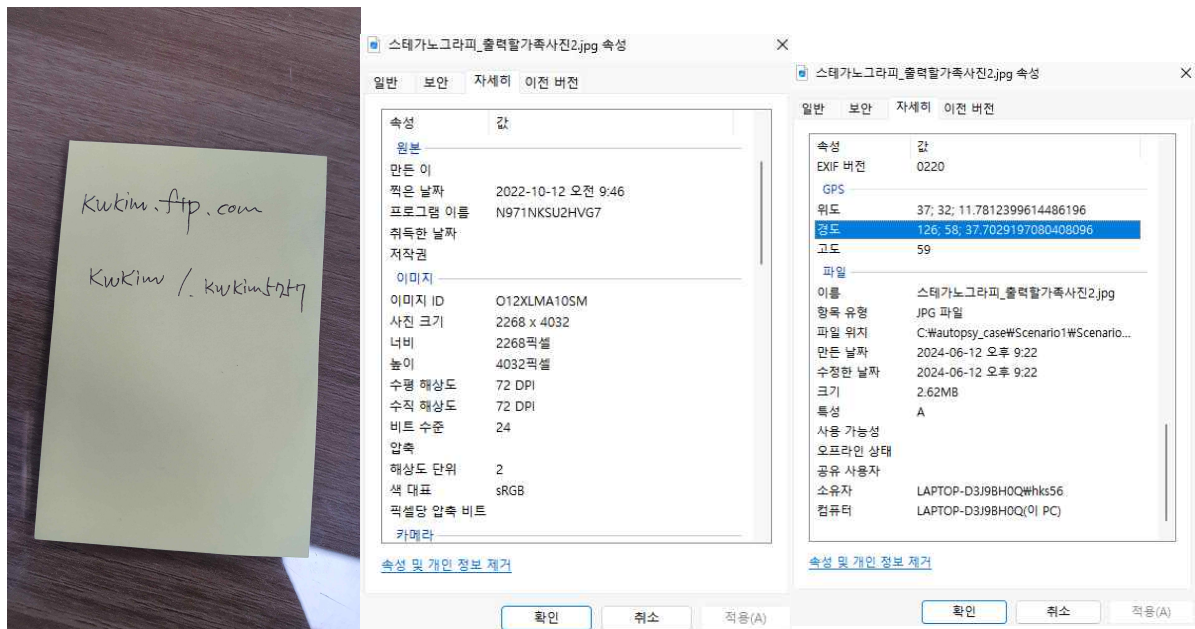 kwkim.ftp.com
kwkim /. kwkim5757
스테가노그라피_출력할가족사진2.jpg 속성
일반 보안 자세히 이전 버전
속성 값
원본
만든 이
찍은 날짜 2022-10-12 오전 9:46
프로그램 이름 N971NKSU2HVG7
취득한 날짜
저작권
이미지
이미지 ID O12XLMA10SM
사진 크기 2268 x 4032
너비 2268픽셀
높이 4032픽셀
수평 해상도 72 DPI
수직 해상도 72 DPI
비트 수준 24
압축
해상도 단위 2
색 대표 sRGB
픽셀당 압축 비트
카메라
속성 및 개인 정보 제거
확인 취소 적용(A)
스테가노그라피_출력할가족사진2.jpg 속성
일반 보안 자세히 이전 버전
속성 값
EXIF 버전 0220
GPS
위도 37; 32; 11.7812399614486196
경도 126; 58; 37.7029197080408096
고도 59
파일
이름 스테가노그라피_출력할가족사진2.jpg
항목 유형 JPG 파일
파일 위치 C:₩autopsy_case₩Scenario1₩Scenario...
만든 날짜 2024-06-12 오후 9:22
수정한 날짜 2024-06-12 오후 9:22
크기 2.62MB
특성 A
사용 가능성
오프라인 상태
공유 사용자
소유자 LAPTOP-D3J9BH0Q₩hks56
컴퓨터 LAPTOP-D3J9BH0Q(이 PC)
속성 및 개인 정보 제거
확인 취소 적용(A)